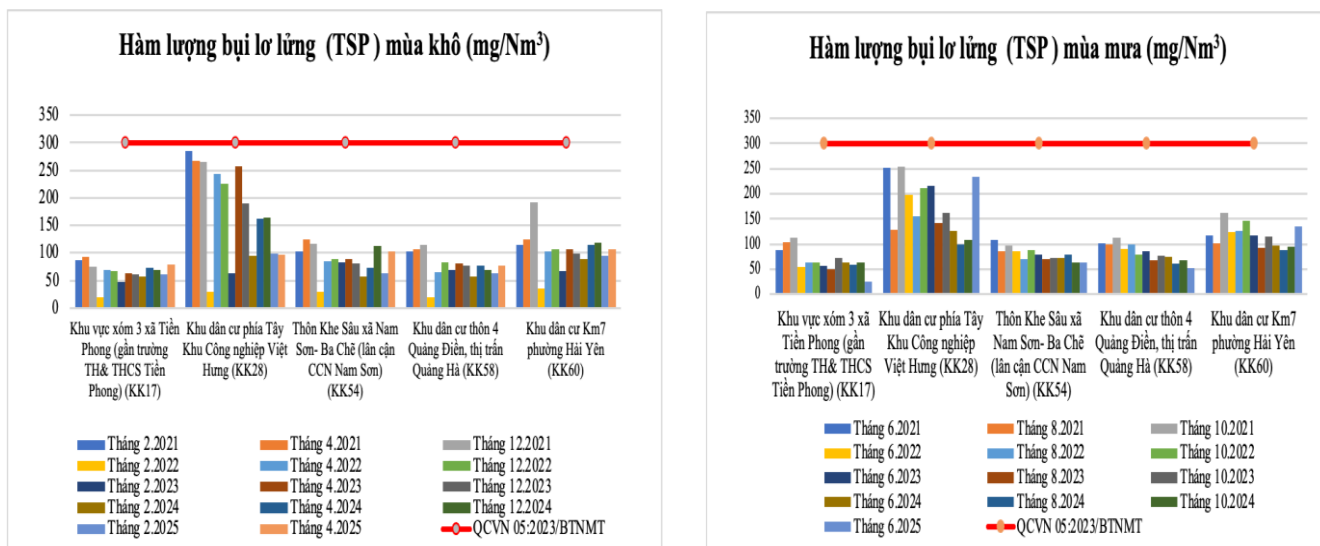 Hàm lượng bụi lơ lửng (TSP ) mùa khô (mg/Nm³)
350
300
250
200
150
100
50
0
Khu vực xóm 3 xã Tiền
Phong (gần trường
TH& THCS Tiền
Phong) (KK17)
Khu dân cư phía Tây
Khu Công nghiệp Việt
Hưng (KK28)
Thôn Khe Sâu xã Nam
Sơn- Ba Chẽ (lân cận
CCN Nam Sơn)
(KK54)
Khu dân cư thôn 4
Quảng Điền, thị trấn
Quảng Hà (KK58)
Khu dân cư Km7
phường Hải Yên
(KK60)
Tháng 2.2021
Tháng 4.2021
Tháng 12.2021
Tháng 2.2022
Tháng 4.2022
Tháng 12.2022
Tháng 2.2023
Tháng 4.2023
Tháng 12.2023
Tháng 2.2024
Tháng 4.2024
Tháng 12.2024
Tháng 2.2025
Tháng 4.2025
QCVN 05:2023/BTNMT
Hàm lượng bụi lơ lửng (TSP ) mùa mưa (mg/Nm³)
350
300
250
200
150
100
50
0
Khu vực xóm 3 xã
Tiền Phong (gần
trường TH& THCS
Tiền Phong) (KK17)
Khu dân cư phía Tây
Khu Công nghiệp
Việt Hưng (KK28)
Thôn Khe Sâu xã
Nam Sơn- Ba Chẽ
(lân cận CCN Nam
Sơn) (KK54)
Khu dân cư thôn 4
Quảng Điền, thị trấn
Quảng Hà (KK58)
Khu dân cư Km7
phường Hải Yên
(KK60)
Tháng 6.2021
Tháng 8.2021
Tháng 10.2021
Tháng 6.2022
Tháng 8.2022
Tháng 10.2022
Tháng 6.2023
Tháng 8.2023
Tháng 10.2023
Tháng 6.2024
Tháng 8.2024
Tháng 10.2024
Tháng 6.2025
QCVN 05:2023/BTNMT